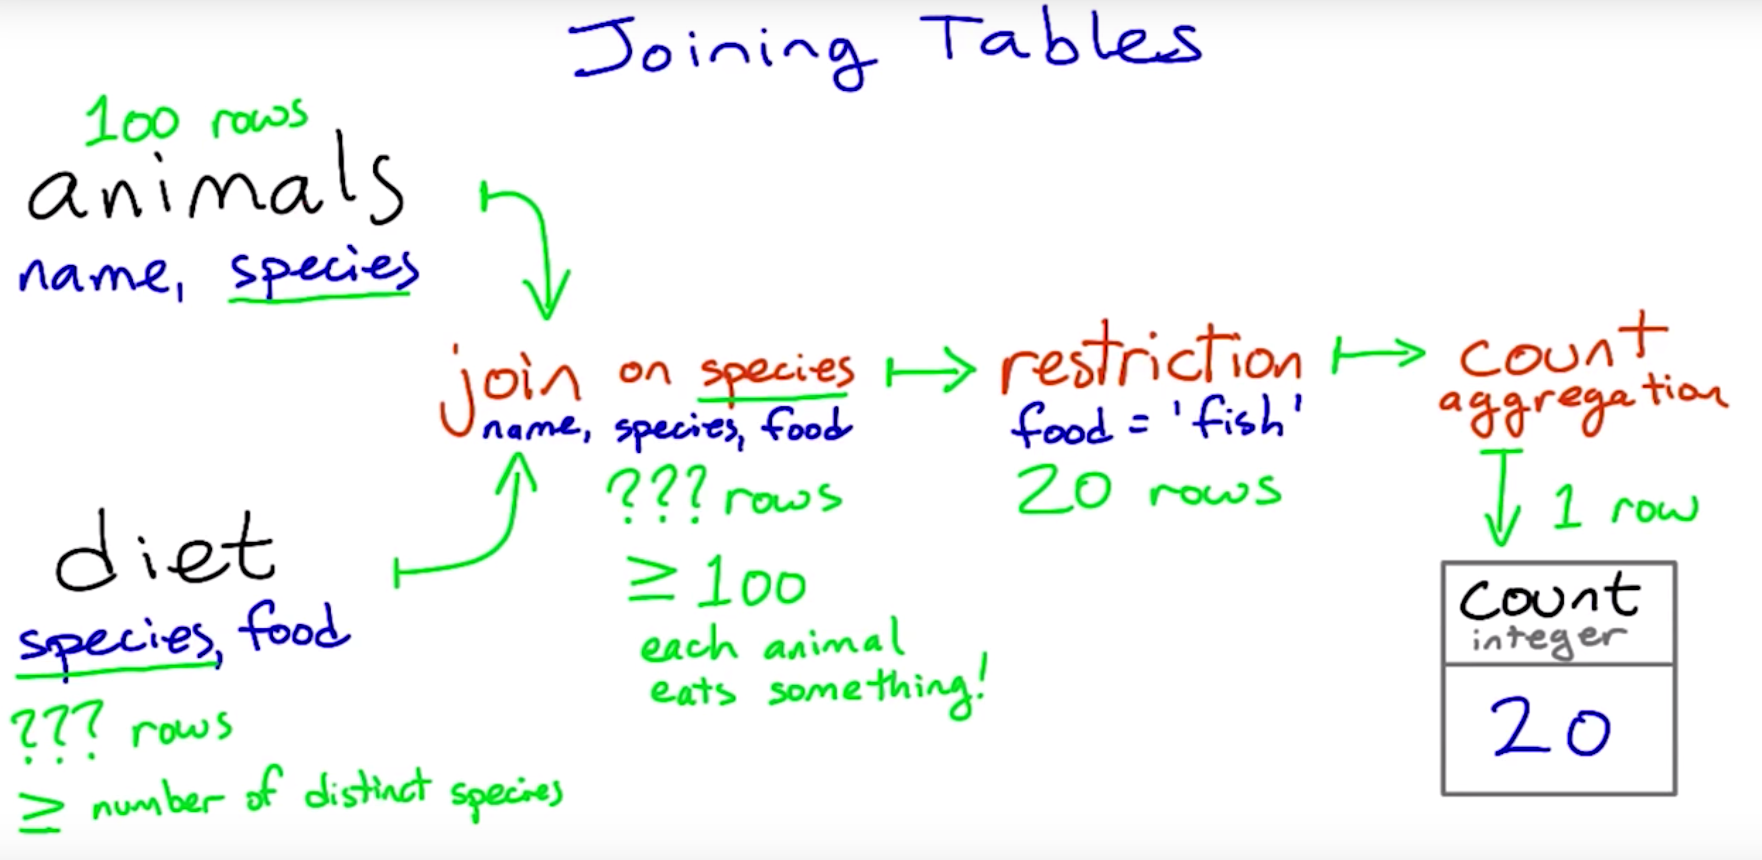 Joining Tables
100 rows
animals
name, species
join on species
name, species, food
??? rows
≥ 100
each animal
eats something!
diet
species, food
??? rows
≥ number of distinct species
restriction
food = 'fish'
20 rows
count
aggregation
1 row
count
integer
20